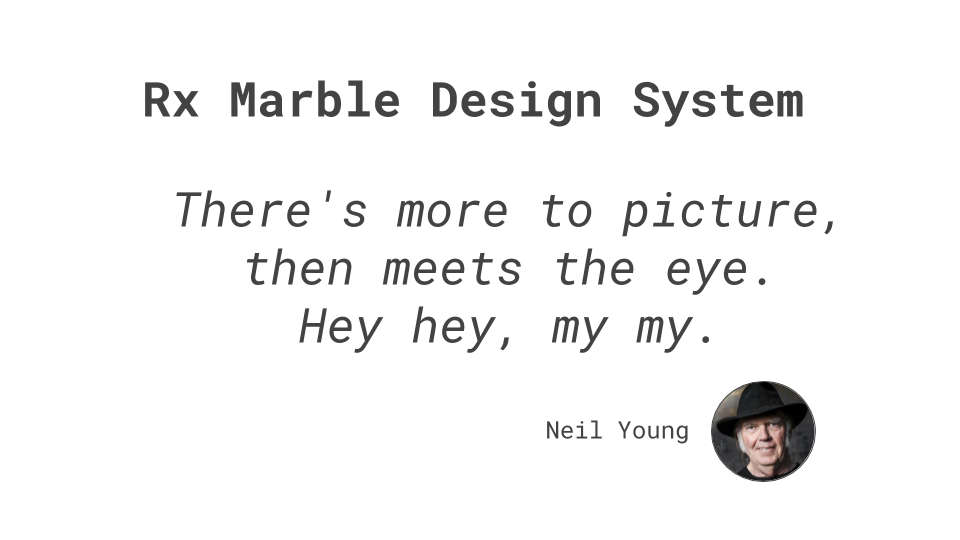 Rx Marble Design System
There's more to picture,
then meets the eye.
Hey hey, my my.
Neil Young